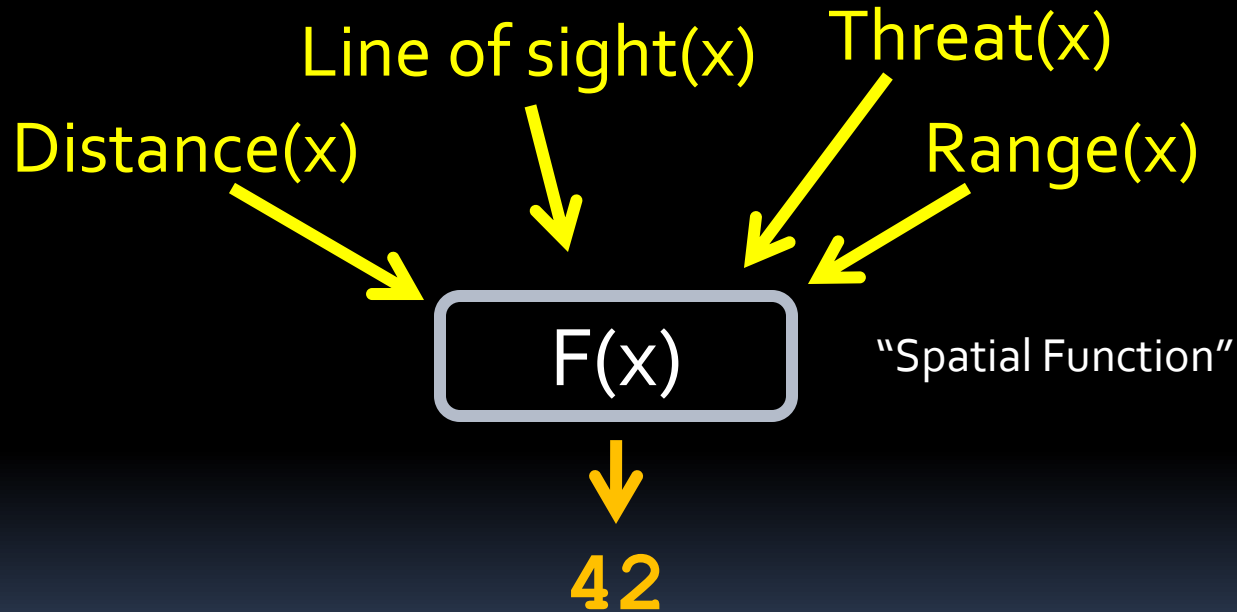 Line of sight(x)
Threat(x)
Distance(x)
Range(x)
F(x)
“Spatial Function”
42